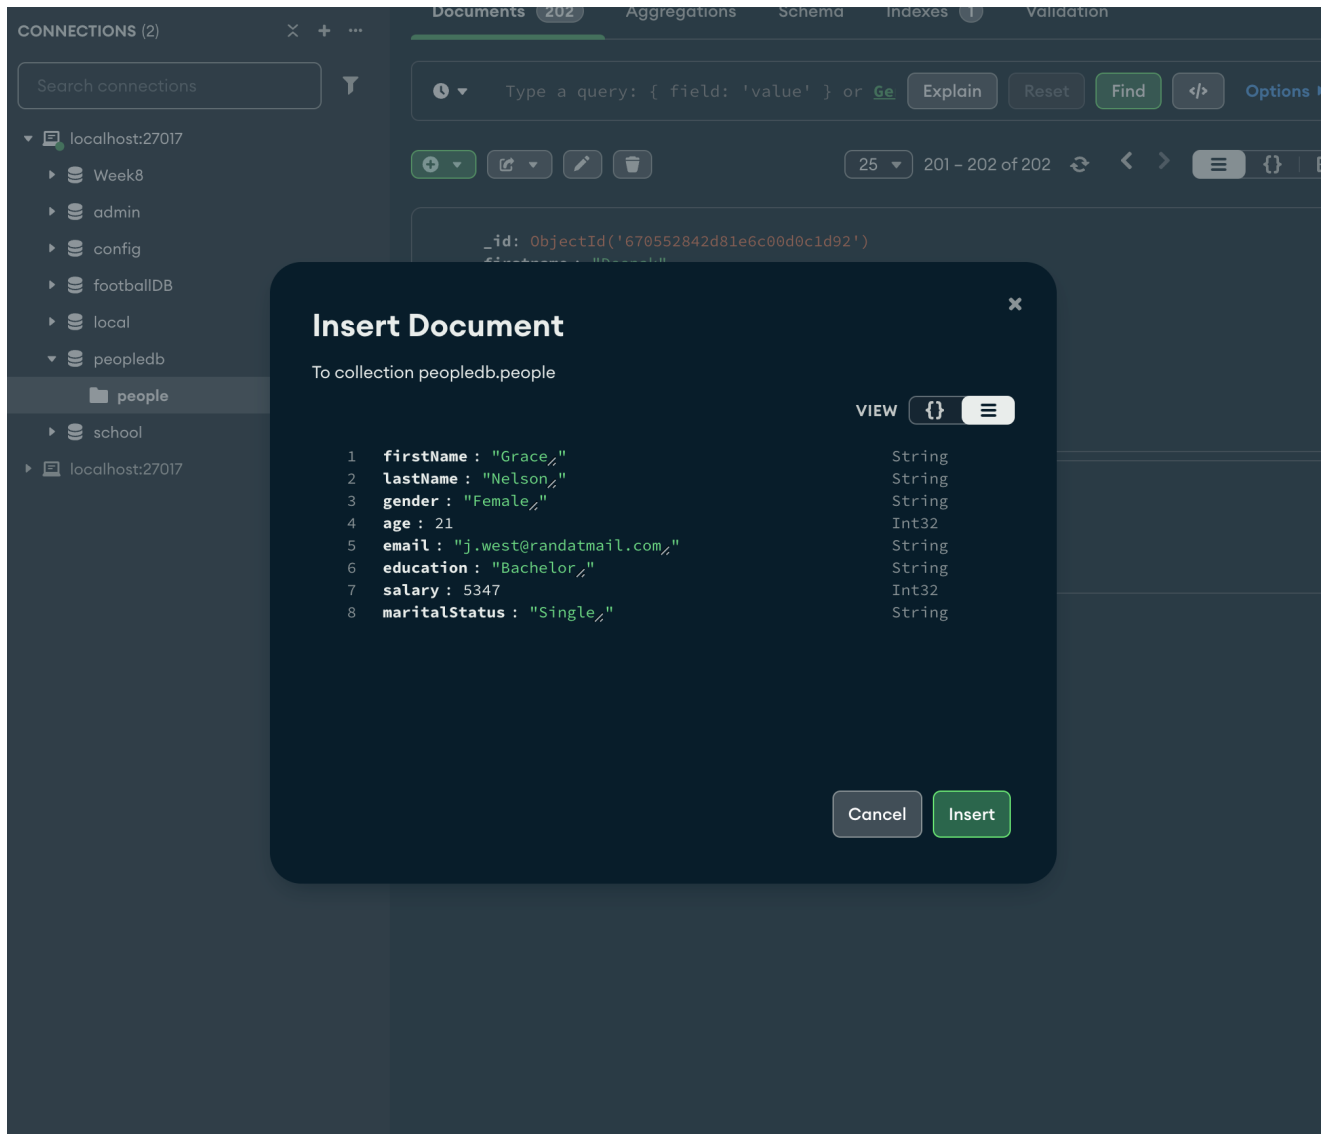 CONNECTIONS (2)
Search connections
localhost:27017
Week8
admin
config
footballDB
local
peopledb
people
school
localhost:27017
Documents 202 Aggregations Schema Indexes 1 Validation
Type a query: { field: 'value' } or Ge Explain Reset Find </> Options
25 201 – 202 of 202 {}
_id: ObjectId('670552842d81e6c00d0c1d92')
Insert Document
To collection peopledb.people
VIEW {}
1 firstName : "Grace⁄⁄" String
2 lastName : "Nelson⁄⁄" String
3 gender : "Female⁄⁄" String
4 age : 21 Int32
5 email : "j.west@randatmail.com⁄⁄" String
6 education : "Bachelor⁄⁄" String
7 salary : 5347 Int32
8 maritalStatus : "Single⁄⁄" String
Cancel Insert